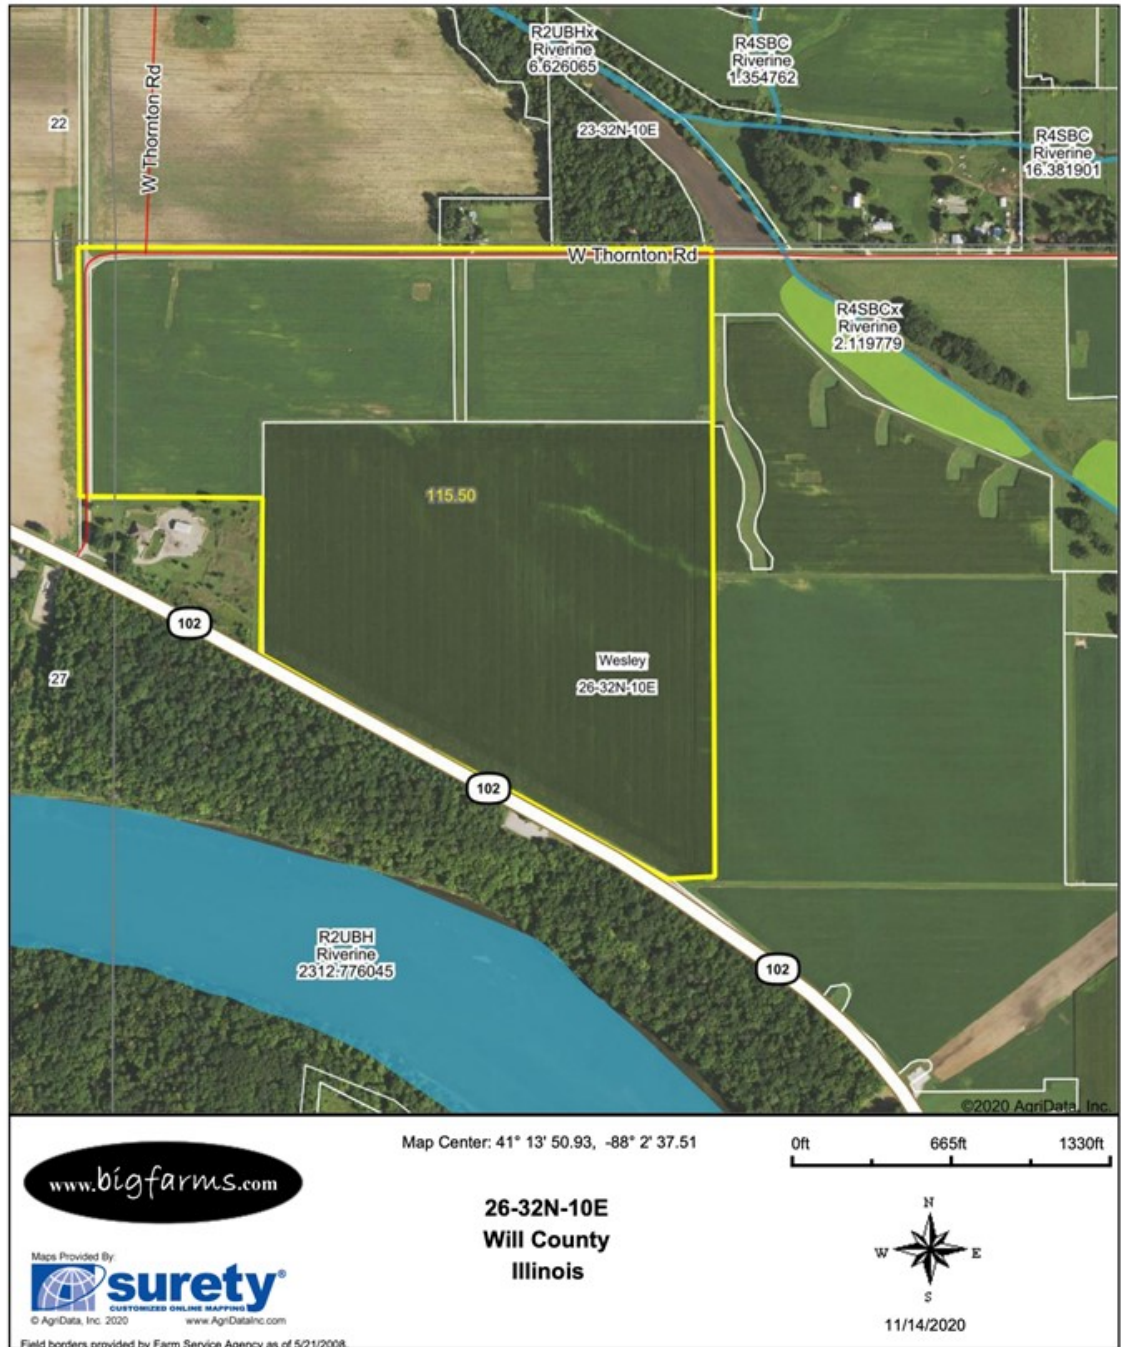 R2UBHx
Riverine
6.626065
R4SBC
Riverine
1.354762
22
W Thornton Rd
23-32N-10E
R4SBC
Riverine
16.381901
W Thornton Rd
R4SBCx
Riverine
2.119779
115.50
102
Wesley
26-32N-10E
27
102
R2UBH
Riverine
2312.776045
102
©2020 AgriData, Inc.
Map Center: 41° 13' 50.93, -88° 2' 37.51
0ft 665ft 1330ft
www.bigfarms.com
26-32N-10E
Will County
Illinois
N
W E
S
Maps Provided By:
surety®
CUSTOMIZED ONLINE MAPPING
© AgriData, Inc. 2020 www.AgriDataInc.com
11/14/2020
Field borders provided by Farm Service Agency as of 5/21/2008.